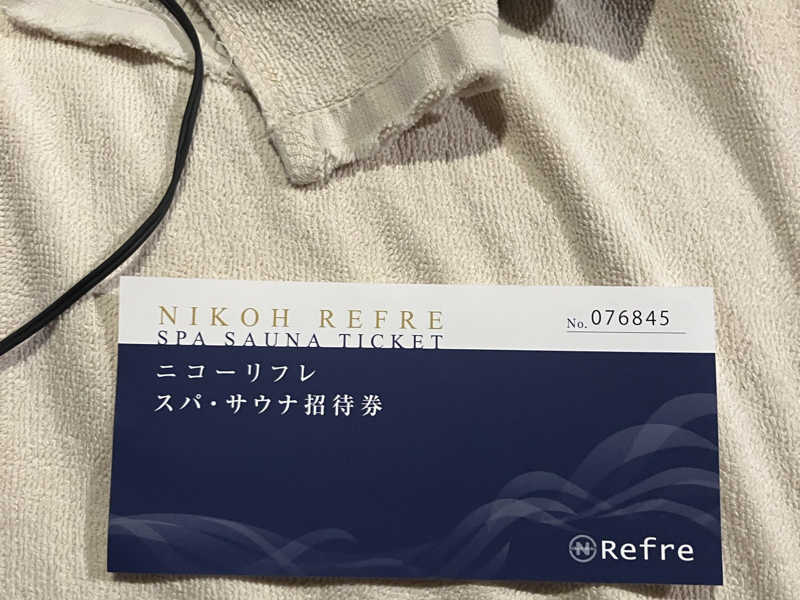 NIKOH REFRE
SPA SAUNA TICKET
No. 076845
ニコーリフレ
スパ・サウナ招待券
N Refre